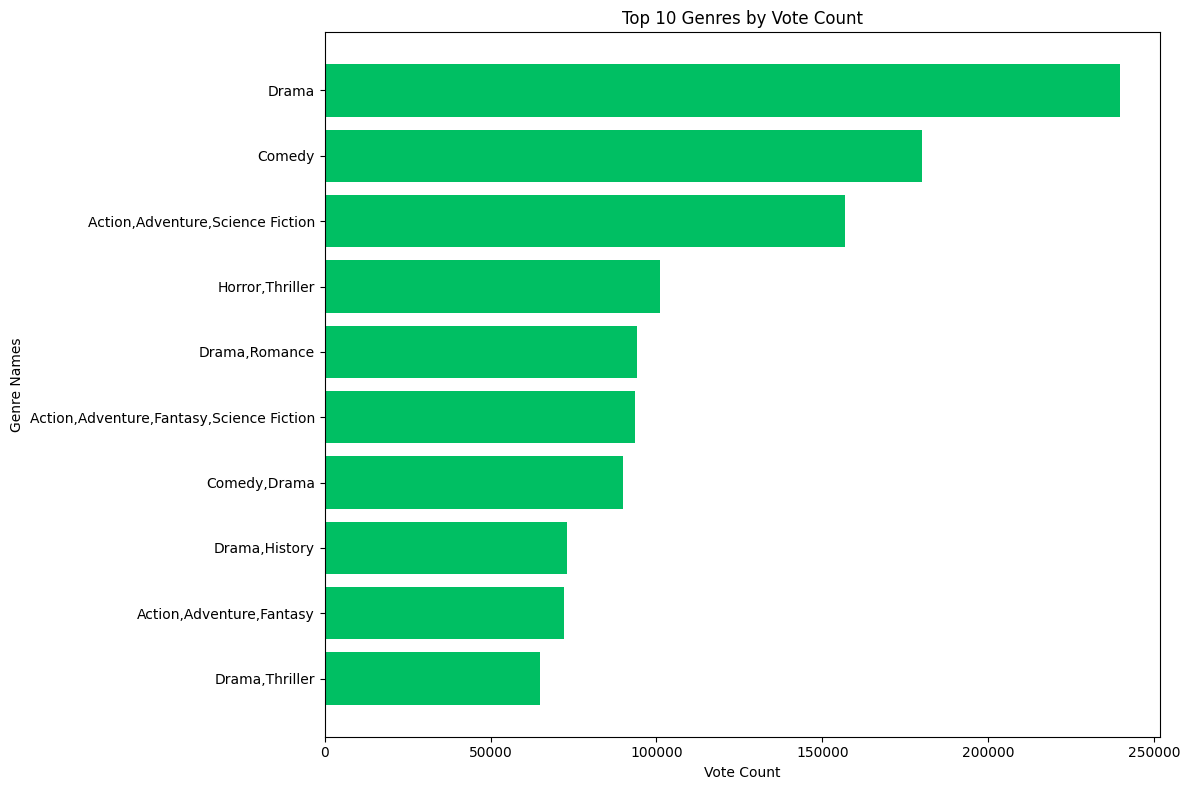 Top 10 Genres by Vote Count
Genre Names
Drama
Comedy
Action,Adventure,Science Fiction
Horror,Thriller
Drama,Romance
Action,Adventure,Fantasy,Science Fiction
Comedy,Drama
Drama,History
Action,Adventure,Fantasy
Drama,Thriller
0 50000 100000 150000 200000 250000
Vote Count